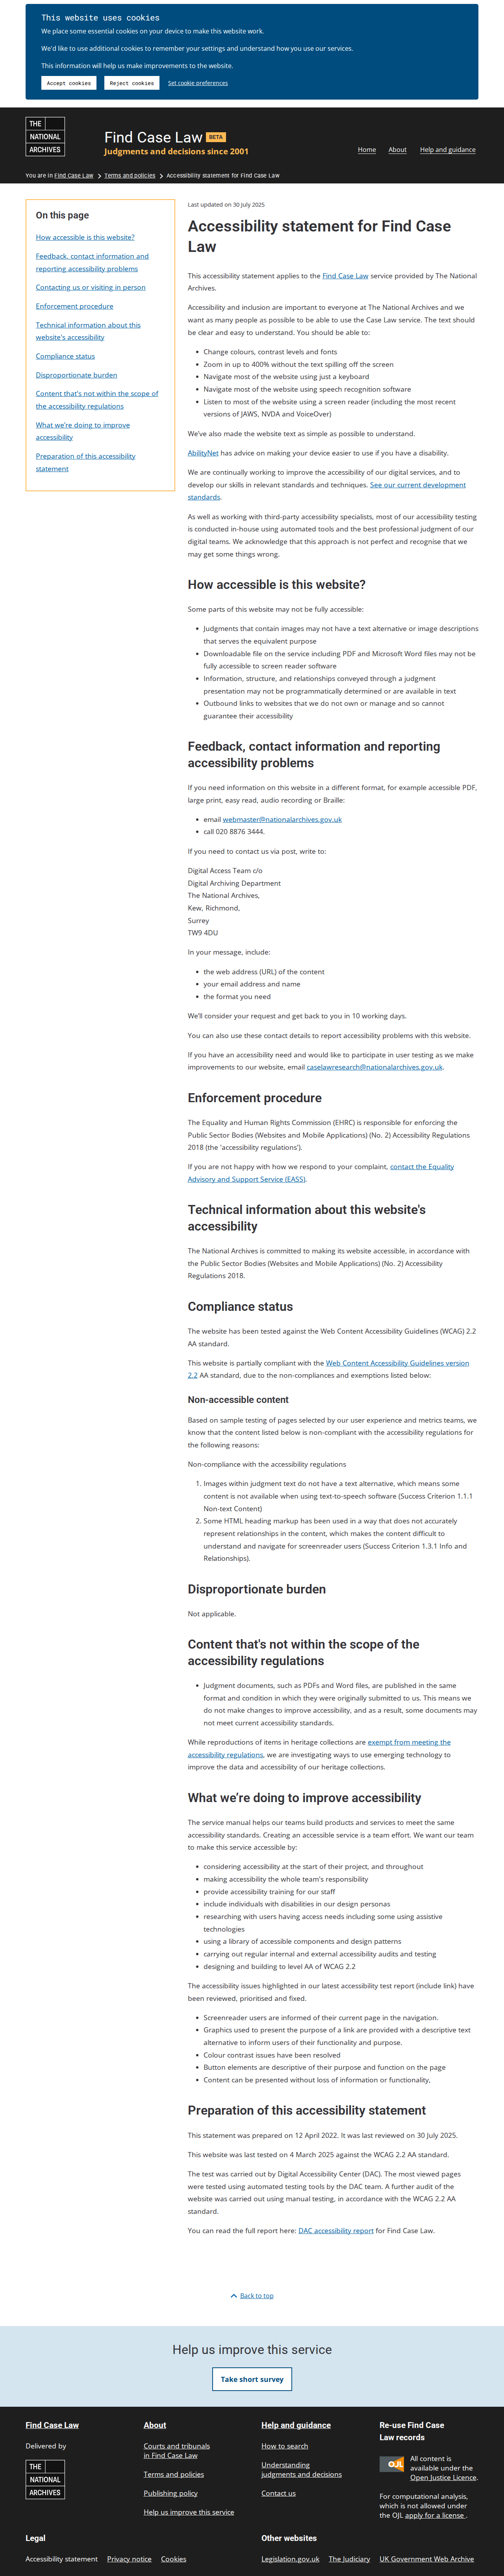 This website uses cookies
We place some essential cookies on your device to make this website work.
We'd like to use additional cookies to remember your settings and understand how you use our services.
This information will help us make improvements to the website.
Accept cookies Reject cookies Set cookie preferences
THE NATIONAL ARCHIVES
Find Case Law BETA
Judgments and decisions since 2001
Home About Help and guidance
You are in Find Case Law Terms and policies Accessibility statement for Find Case Law
On this page
How accessible is this website?
Feedback, contact information and
reporting accessibility problems
Contacting us or visiting in person
Enforcement procedure
Technical information about this
website's accessibility
Compliance status
Disproportionate burden
Content that's not within the scope of
the accessibility regulations
What we're doing to improve
accessibility
Preparation of this accessibility
statement
Last updated on 30 July 2025
Accessibility statement for Find Case
Law
This accessibility statement applies to the Find Case Law service provided by The National
Archives.
Accessibility and inclusion are important to everyone at The National Archives and we
want as many people as possible to be able to use the Case Law service. The text should
be clear and easy to understand. You should be able to:
• Change colours, contrast levels and fonts
• Zoom in up to 400% without the text spilling off the screen
• Navigate most of the website using just a keyboard
• Navigate most of the website using speech recognition software
• Listen to most of the website using a screen reader (including the most recent
versions of JAWS, NVDA and VoiceOver)
We've also made the website text as simple as possible to understand.
AbilityNet has advice on making your device easier to use if you have a disability.
We are continually working to improve the accessibility of our digital services, and to
develop our skills in relevant standards and techniques. See our current development
standards.
As well as working with third-party accessibility specialists, most of our accessibility testing
is conducted in-house using automated tools and the best professional judgment of our
digital teams. We acknowledge that this approach is not perfect and recognise that we
may get some things wrong.
How accessible is this website?
Some parts of this website may not be fully accessible:
• Judgments that contain images may not have a text alternative or image descriptions
that serves the equivalent purpose
• Downloadable file on the service including PDF and Microsoft Word files may not be
fully accessible to screen reader software
• Information, structure, and relationships conveyed through a judgment
presentation may not be programmatically determined or are available in text
• Outbound links to websites that we do not own or manage and so cannot
guarantee their accessibility
Feedback, contact information and reporting
accessibility problems
If you need information on this website in a different format, for example accessible PDF,
large print, easy read, audio recording or Braille:
• email webmaster@nationalarchives.gov.uk
• call 020 8876 3444.
If you need to contact us via post, write to:
Digital Access Team c/o
Digital Archiving Department
The National Archives,
Kew, Richmond,
Surrey
TW9 4DU
In your message, include:
• the web address (URL) of the content
• your email address and name
• the format you need
We'll consider your request and get back to you in 10 working days.
You can also use these contact details to report accessibility problems with this website.
If you have an accessibility need and would like to participate in user testing as we make
improvements to our website, email caselawresearch@nationalarchives.gov.uk.
Enforcement procedure
The Equality and Human Rights Commission (EHRC) is responsible for enforcing the
Public Sector Bodies (Websites and Mobile Applications) (No. 2) Accessibility Regulations
2018 (the 'accessibility regulations').
If you are not happy with how we respond to your complaint, contact the Equality
Advisory and Support Service (EASS).
Technical information about this website's
accessibility
The National Archives is committed to making its website accessible, in accordance with
the Public Sector Bodies (Websites and Mobile Applications) (No. 2) Accessibility
Regulations 2018.
Compliance status
The website has been tested against the Web Content Accessibility Guidelines (WCAG) 2.2
AA standard.
This website is partially compliant with the Web Content Accessibility Guidelines version
2.2 AA standard, due to the non-compliances and exemptions listed below:
Non-accessible content
Based on sample testing of pages selected by our user experience and metrics teams, we
know that the content listed below is non-compliant with the accessibility regulations for
the following reasons:
Non-compliance with the accessibility regulations
1. Images within judgment text do not have a text alternative, which means some
content is not available when using text-to-speech software (Success Criterion 1.1.1
Non-text Content)
2. Some HTML heading markup has been used in a way that does not accurately
represent relationships in the content, which makes the content difficult to
understand and navigate for screenreader users (Success Criterion 1.3.1 Info and
Relationships).
Disproportionate burden
Not applicable.
Content that's not within the scope of the
accessibility regulations
• Judgment documents, such as PDFs and Word files, are published in the same
format and condition in which they were originally submitted to us. This means we
do not make changes to improve accessibility, and as a result, some documents may
not meet current accessibility standards.
While reproductions of items in heritage collections are exempt from meeting the
accessibility regulations, we are investigating ways to use emerging technology to
improve the data and accessibility of our heritage collections.
What we're doing to improve accessibility
The service manual helps our teams build products and services to meet the same
accessibility standards. Creating an accessible service is a team effort. We want our team
to make this service accessible by:
• considering accessibility at the start of their project, and throughout
• making accessibility the whole team's responsibility
• provide accessibility training for our staff
• include individuals with disabilities in our design personas
• researching with users having access needs including some using assistive
technologies
• using a library of accessible components and design patterns
• carrying out regular internal and external accessibility audits and testing
• designing and building to level AA of WCAG 2.2
The accessibility issues highlighted in our latest accessibility test report (include link) have
been reviewed, prioritised and fixed.
• Screenreader users are informed of their current page in the navigation.
• Graphics used to present the purpose of a link are provided with a descriptive text
alternative to inform users of their functionality and purpose.
• Colour contrast issues have been resolved
• Button elements are descriptive of their purpose and function on the page
• Content can be presented without loss of information or functionality,
Preparation of this accessibility statement
This statement was prepared on 12 April 2022. It was last reviewed on 30 July 2025.
This website was last tested on 4 March 2025 against the WCAG 2.2 AA standard.
The test was carried out by Digital Accessibility Center (DAC). The most viewed pages
were tested using automated testing tools by the DAC team. A further audit of the
website was carried out using manual testing, in accordance with the WCAG 2.2 AA
standard.
You can read the full report here: DAC accessibility report for Find Case Law.
Back to top
Help us improve this service
Take short survey
Find Case Law
Delivered by
THE NATIONAL ARCHIVES
About
Courts and tribunals
in Find Case Law
Terms and policies
Publishing policy
Help us improve this service
Help and guidance
How to search
Understanding
judgments and decisions
Contact us
Re-use Find Case
Law records
OJL
All content is
available under the
Open Justice Licence.
For computational analysis,
which is not allowed under
the OJL apply for a license .
Legal
Accessibility statement Privacy notice Cookies
Other websites
Legislation.gov.uk The Judiciary UK Government Web Archive